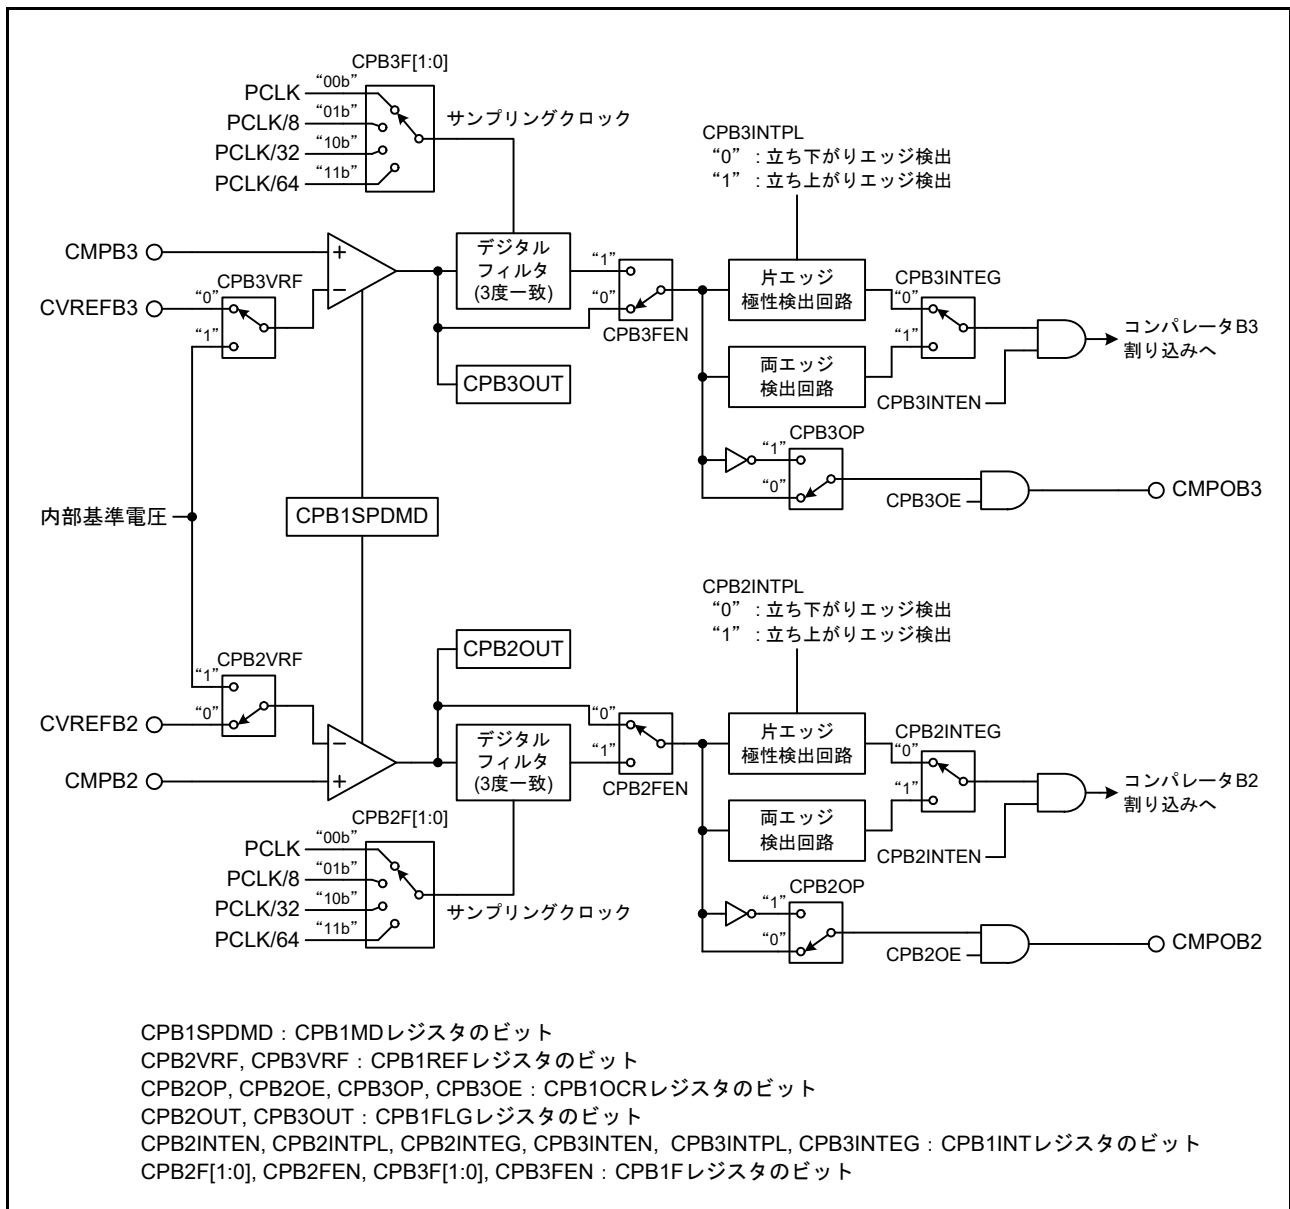 CPB3F[1:0]
PCLK
“00b”
PCLK/8
“01b”
PCLK/32
“10b”
PCLK/64
“11b”
サンプリングクロック
CPB3INTPL
“0” : 立ち下がりエッジ検出
“1” : 立ち上がりエッジ検出
CMPB3
CVREFB3
CPB3VRF
“0”
“1”
+
−
デジタル
フィルタ
(3度一致)
“1”
“0”
CPB3FEN
CPB3OUT
片エッジ
極性検出回路
両エッジ
検出回路
CPB3INTEG
“0”
“1”
CPB3INTEN
コンパレータB3
割り込みへ
CPB3OP
“1”
“0”
CPB3OE
CMPOB3
内部基準電圧
CPB1SPDMD
CPB2INTPL
“0” : 立ち下がりエッジ検出
“1” : 立ち上がりエッジ検出
CPB2OUT
CPB2VRF
“1”
“0”
CVREFB2
CMPB2
−
+
デジタル
フィルタ
(3度一致)
“0”
“1”
CPB2FEN
片エッジ
極性検出回路
両エッジ
検出回路
CPB2INTEG
“0”
“1”
CPB2INTEN
コンパレータB2
割り込みへ
CPB2F[1:0]
PCLK
“00b”
PCLK/8
“01b”
PCLK/32
“10b”
PCLK/64
“11b”
サンプリングクロック
CPB2OP
“1”
“0”
CPB2OE
CMPOB2
CPB1SPDMD : CPB1MDレジスタのビット
CPB2VRF, CPB3VRF : CPB1REFレジスタのビット
CPB2OP, CPB2OE, CPB3OP, CPB3OE : CPB1OCRレジスタのビット
CPB2OUT, CPB3OUT : CPB1FLGレジスタのビット
CPB2INTEN, CPB2INTPL, CPB2INTEG, CPB3INTEN, CPB3INTPL, CPB3INTEG : CPB1INTレジスタのビット
CPB2F[1:0], CPB2FEN, CPB3F[1:0], CPB3FEN : CPB1Fレジスタのビット